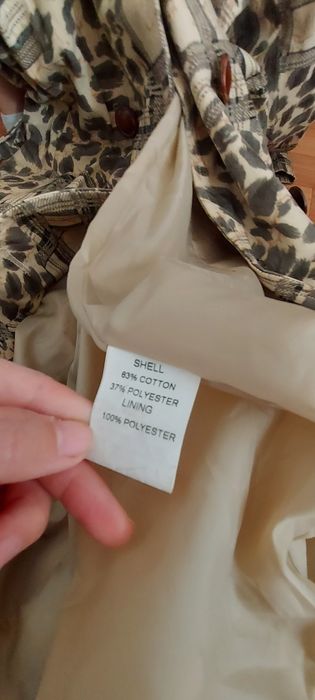 SHELL
63% COTTON
37% POLYESTER
LINING
100% POLYESTER